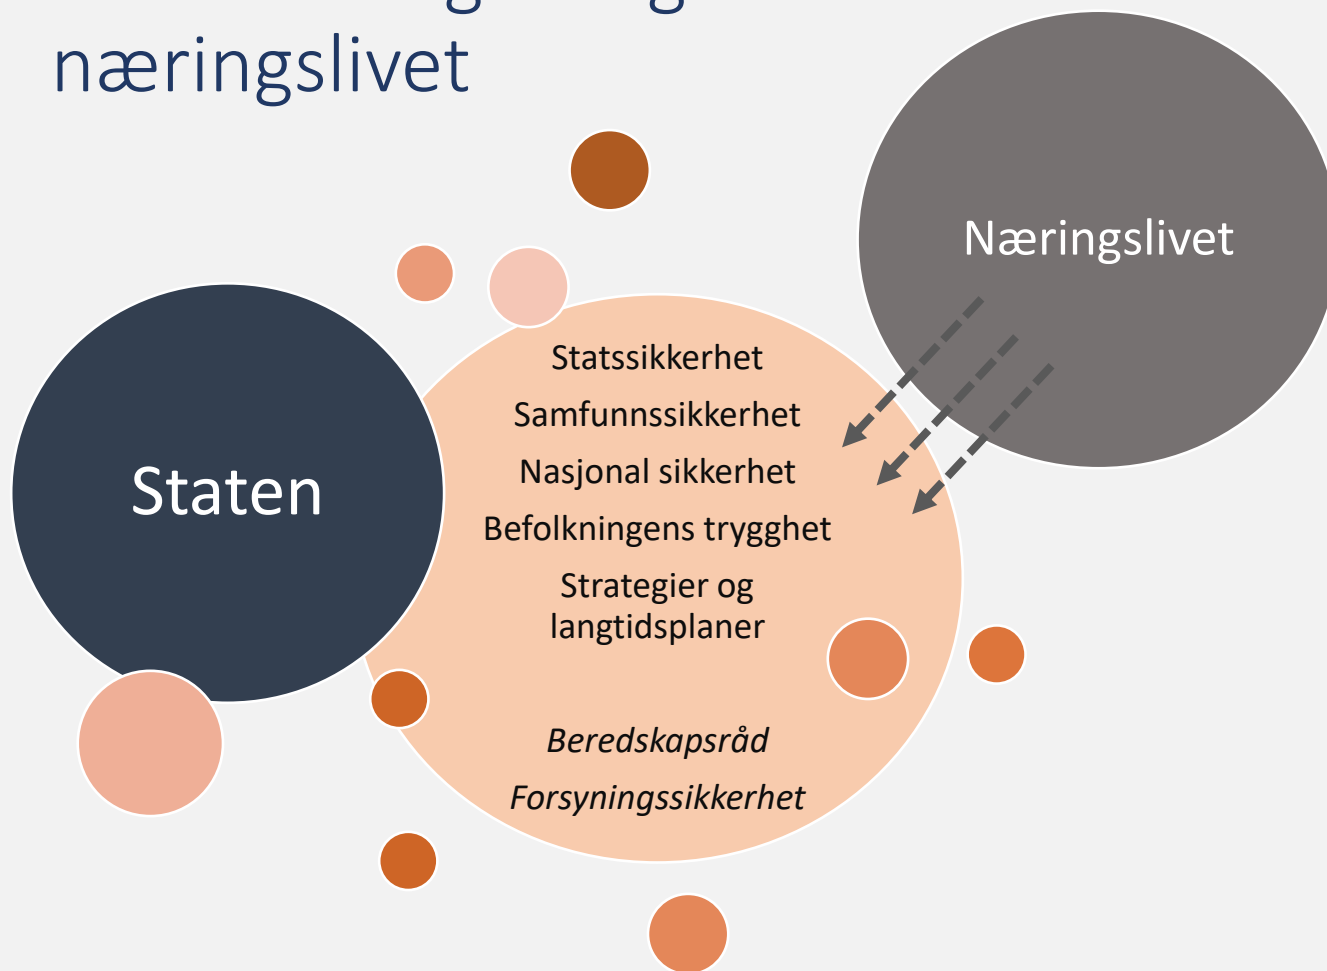 næringslivet
Næringslivet
Staten
Statssikkerhet
Samfunnssikkerhet
Nasjonal sikkerhet
Befolkningens trygghet
Strategier og
langtidsplaner
Beredskapsråd
Forsyningssikkerhet